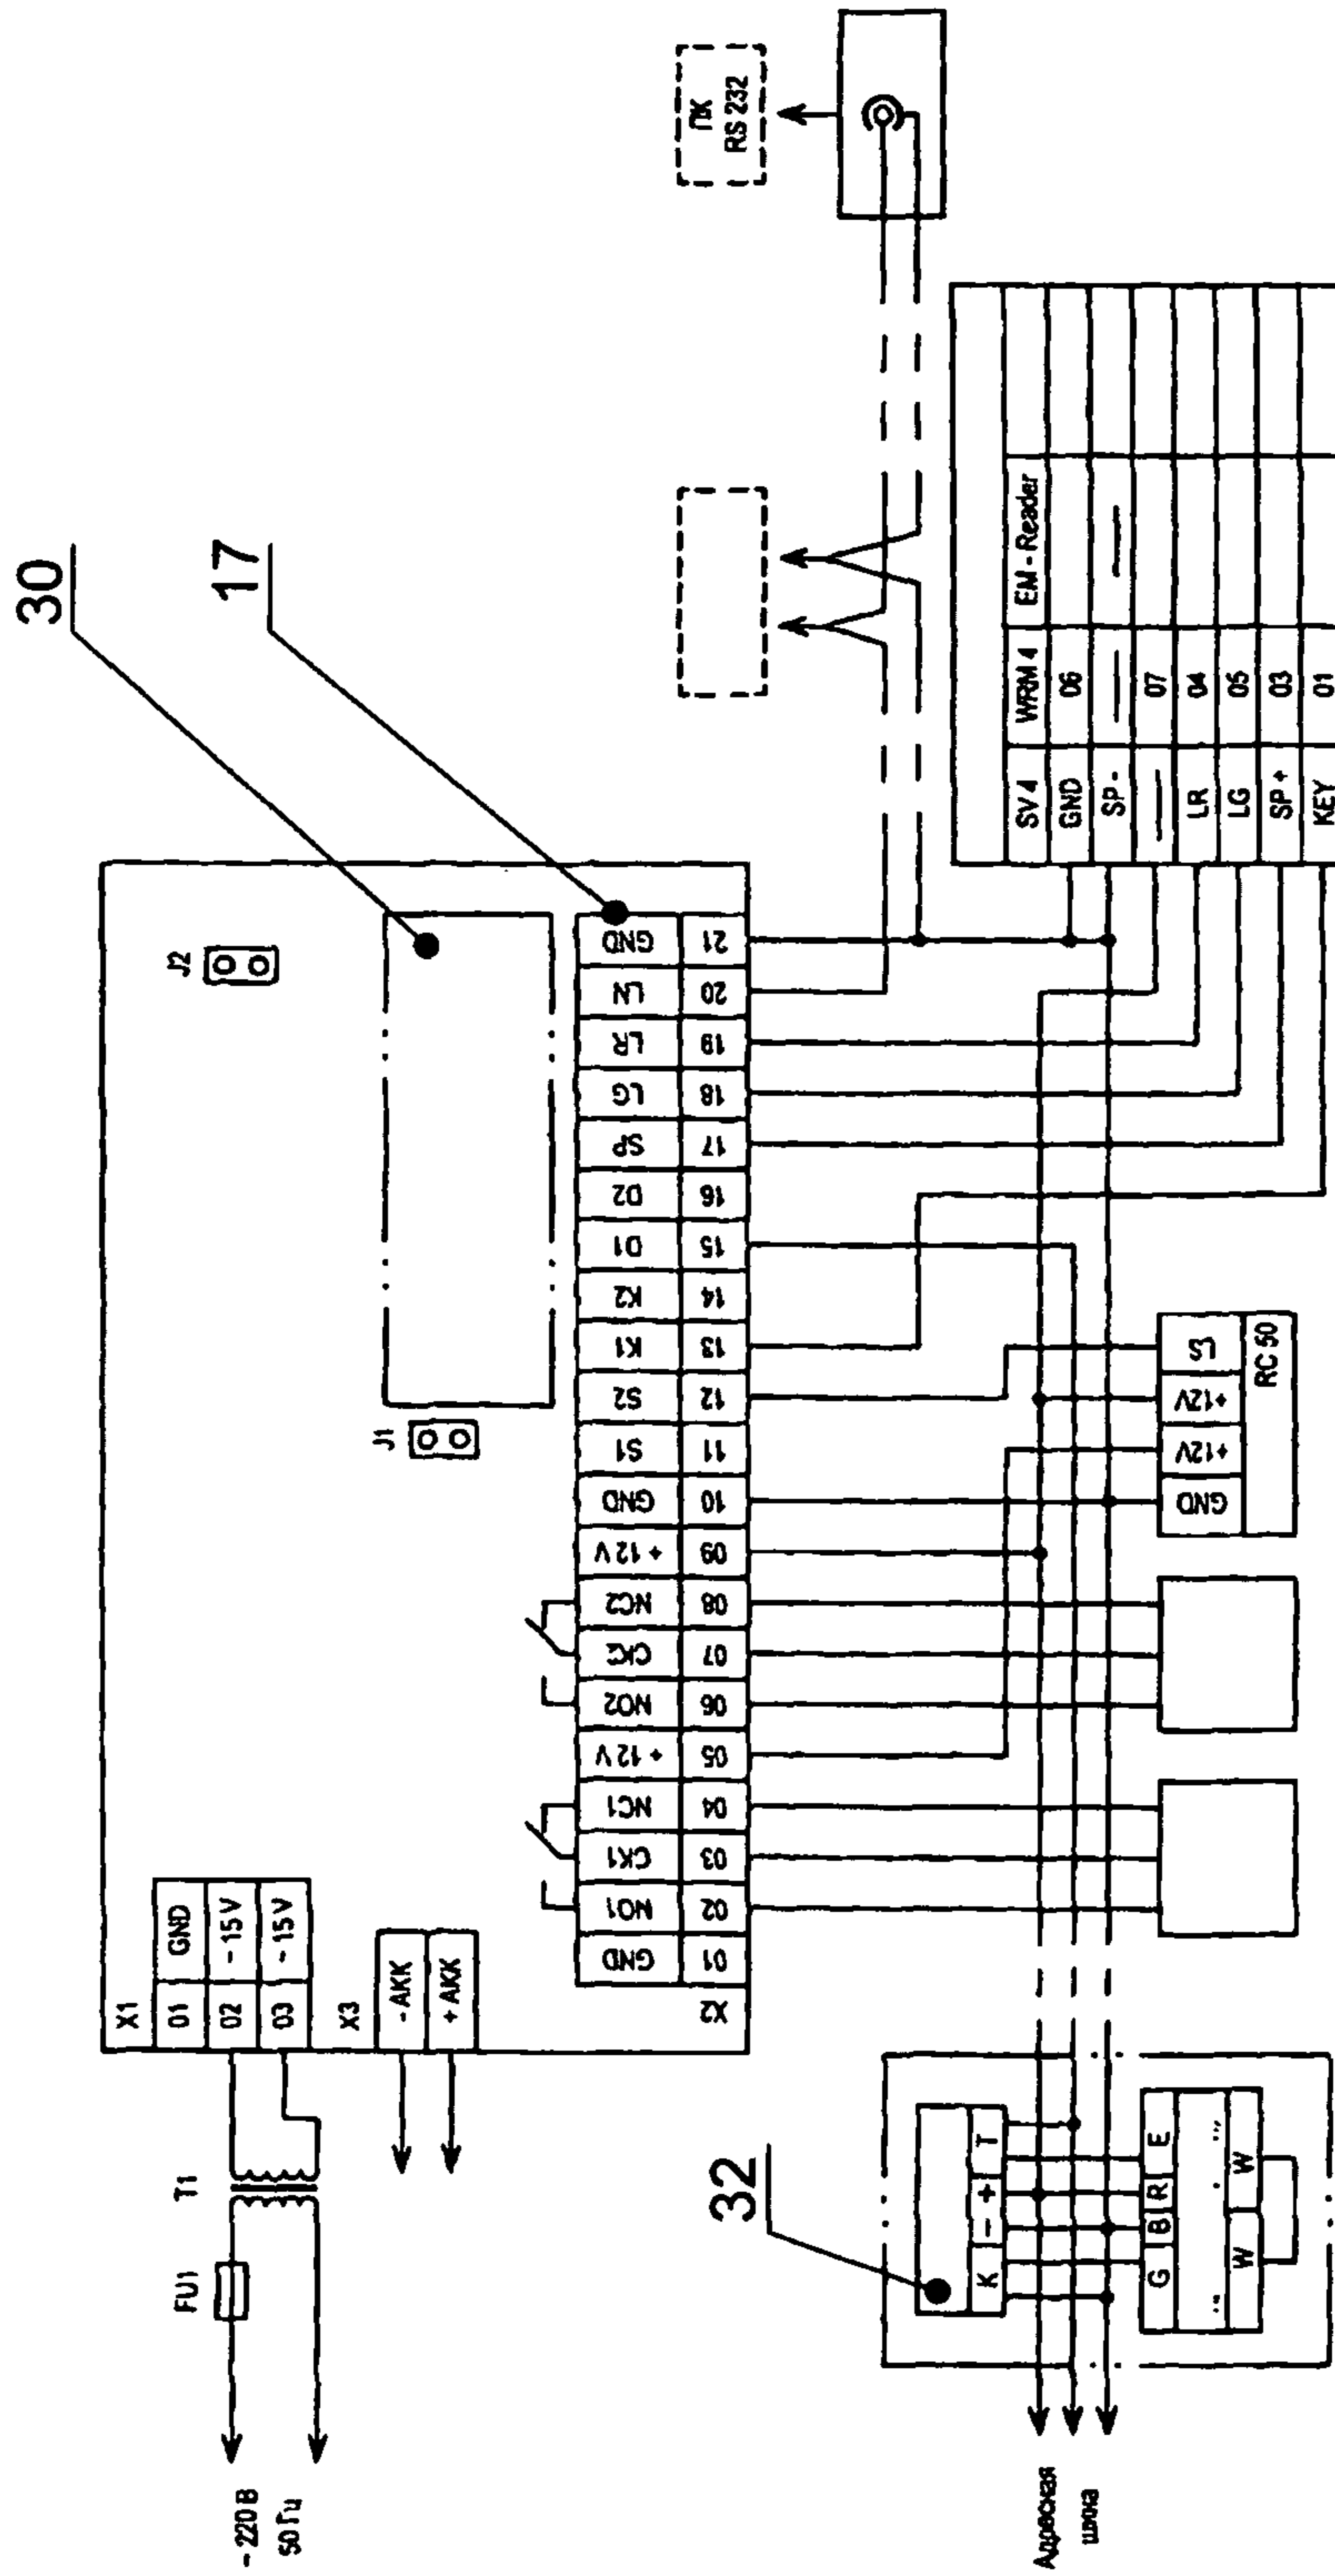 30
17
32
ПК
RS 232
J2
J1
X1
01 GND
02 ~15 V
03 ~15 V
X3
- AKK
+ AKK
T1
FU1
~ 220 В
50 Гц
X2
01 GND
02 NO1
03 CK1
04 NC1
05 + 12 V
06 NO2
07 CK2
08 NC2
09 + 12 V
10 GND
11 S1
12 S2
13 K1
14 K2
15 D1
16 D2
17 SP
18 LG
19 LR
20 LN
21 GND
SV 4 WRM 4 EM - Reader
GND 06
SP - — —
— 07
LR 04
LG 05
SP + 03
KEY 01
GND +12V +12V LS
RC 50
K – + T
G B R E
W W
Адресная
шина